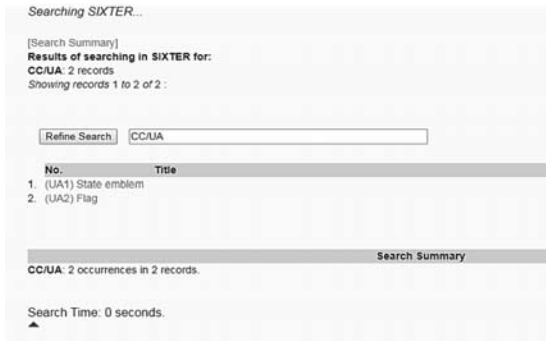 Searching SIXTER...
[Search Summary]
Results of searching in SIXTER for:
CC/UA: 2 records
Showing records 1 to 2 of 2 :
Refine Search CC/UA
No. Title
1. (UA1) State emblem
2. (UA2) Flag
Search Summary
CC/UA: 2 occurrences in 2 records.
Search Time: 0 seconds.